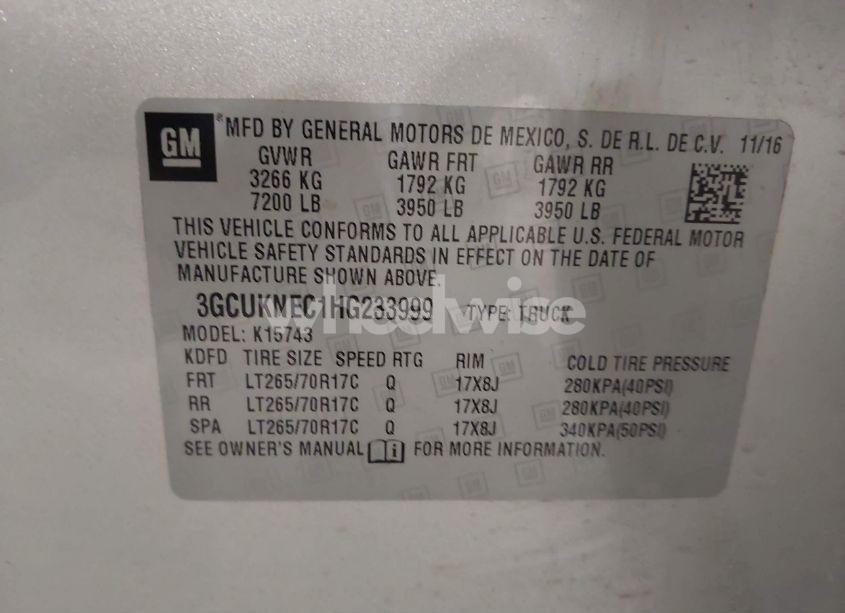 GM
MFD BY GENERAL MOTORS DE MEXICO, S. DE R.L. DE C.V. 11/16
GVWR GAWR FRT GAWR RR
3266 KG 1792 KG 1792 KG
7200 LB 3950 LB 3950 LB
THIS VEHICLE CONFORMS TO ALL APPLICABLE U.S. FEDERAL MOTOR
VEHICLE SAFETY STANDARDS IN EFFECT ON THE DATE OF
MANUFACTURE SHOWN ABOVE.
3GCUKNEC1HG233999 TYPE: TRUCK
wheelwise
MODEL: K15743
KDFD TIRE SIZE SPEED RTG RIM COLD TIRE PRESSURE
FRT LT265/70R17C Q 17X8J 280KPA(40PSI)
RR LT265/70R17C Q 17X8J 280KPA(40PSI)
SPA LT265/70R17C Q 17X8J 340KPA(50PSI)
SEE OWNER'S MANUAL FOR MORE INFORMATION.